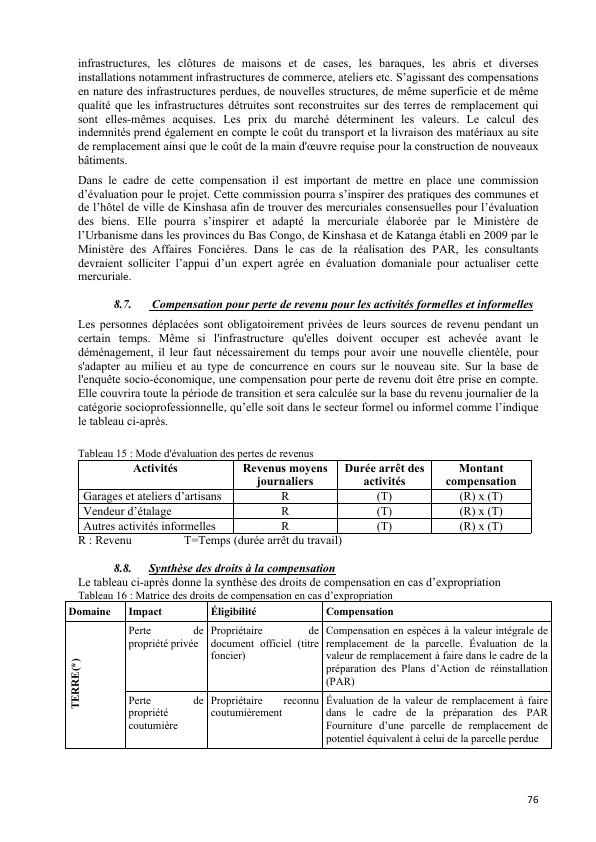 infrastructures, les clôtures de maisons et de cases, les baraques, les abris et diverses
installations notamment infrastructures de commerce, ateliers etc. S’agissant des compensations
en nature des infrastructures perdues, de nouvelles structures, de même superficie et de même
qualité que les infrastructures détruites sont reconstruites sur des terres de remplacement qui
sont elles-mêmes acquises. Les prix du marché déterminent les valeurs. Le calcul des
indemnités prend également en compte le coût du transport et la livraison des matériaux au site
de remplacement ainsi que le coût de la main d'œuvre requise pour la construction de nouveaux
bâtiments.
Dans le cadre de cette compensation il est important de mettre en place une commission
d’évaluation pour le projet. Cette commission pourra s’inspirer des pratiques des communes et
de l’hôtel de ville de Kinshasa afin de trouver des mercuriales consensuelles pour l’évaluation
des biens. Elle pourra s’inspirer et adapté la mercuriale élaborée par le Ministère de
l’Urbanisme dans les provinces du Bas Congo, de Kinshasa et de Katanga établi en 2009 par le
Ministère des Affaires Foncières. Dans le cas de la réalisation des PAR, les consultants
devraient solliciter l’appui d’un expert agrée en évaluation domaniale pour actualiser cette
mercuriale.
8.7. Compensation pour perte de revenu pour les activités formelles et informelles
Les personnes déplacées sont obligatoirement privées de leurs sources de revenu pendant un
certain temps. Même si l'infrastructure qu'elles doivent occuper est achevée avant le
déménagement, il leur faut nécessairement du temps pour avoir une nouvelle clientèle, pour
s'adapter au milieu et au type de concurrence en cours sur le nouveau site. Sur la base de
l'enquête socio-économique, une compensation pour perte de revenu doit être prise en compte.
Elle couvrira toute la période de transition et sera calculée sur la base du revenu journalier de la
catégorie socioprofessionnelle, qu’elle soit dans le secteur formel ou informel comme l’indique
le tableau ci-après.
Tableau 15 : Mode d'évaluation des pertes de revenus
Activités Revenus moyens Durée arrêt des Montant
journaliers activités compensation
Garages et ateliers d’artisans R (T) (R) x (T)
Vendeur d’étalage R (T) (R) x (T)
Autres activités informelles R (T) (R) x (T)
R : Revenu T=Temps (durée arrêt du travail)
8.8. Synthèse des droits à la compensation
Le tableau ci-après donne la synthèse des droits de compensation en cas d’expropriation
Tableau 16 : Matrice des droits de compensation en cas d’expropriation
Domaine Impact Éligibilité Compensation
TERRE(*)
Perte de Propriétaire de Compensation en espèces à la valeur intégrale de
propriété privée document officiel (titre remplacement de la parcelle. Évaluation de la
foncier) valeur de remplacement à faire dans le cadre de la
préparation des Plans d’Action de réinstallation
(PAR)
Perte de Propriétaire reconnu Évaluation de la valeur de remplacement à faire
propriété coutumièrement dans le cadre de la préparation des PAR
coutumière Fourniture d’une parcelle de remplacement de
potentiel équivalent à celui de la parcelle perdue
76